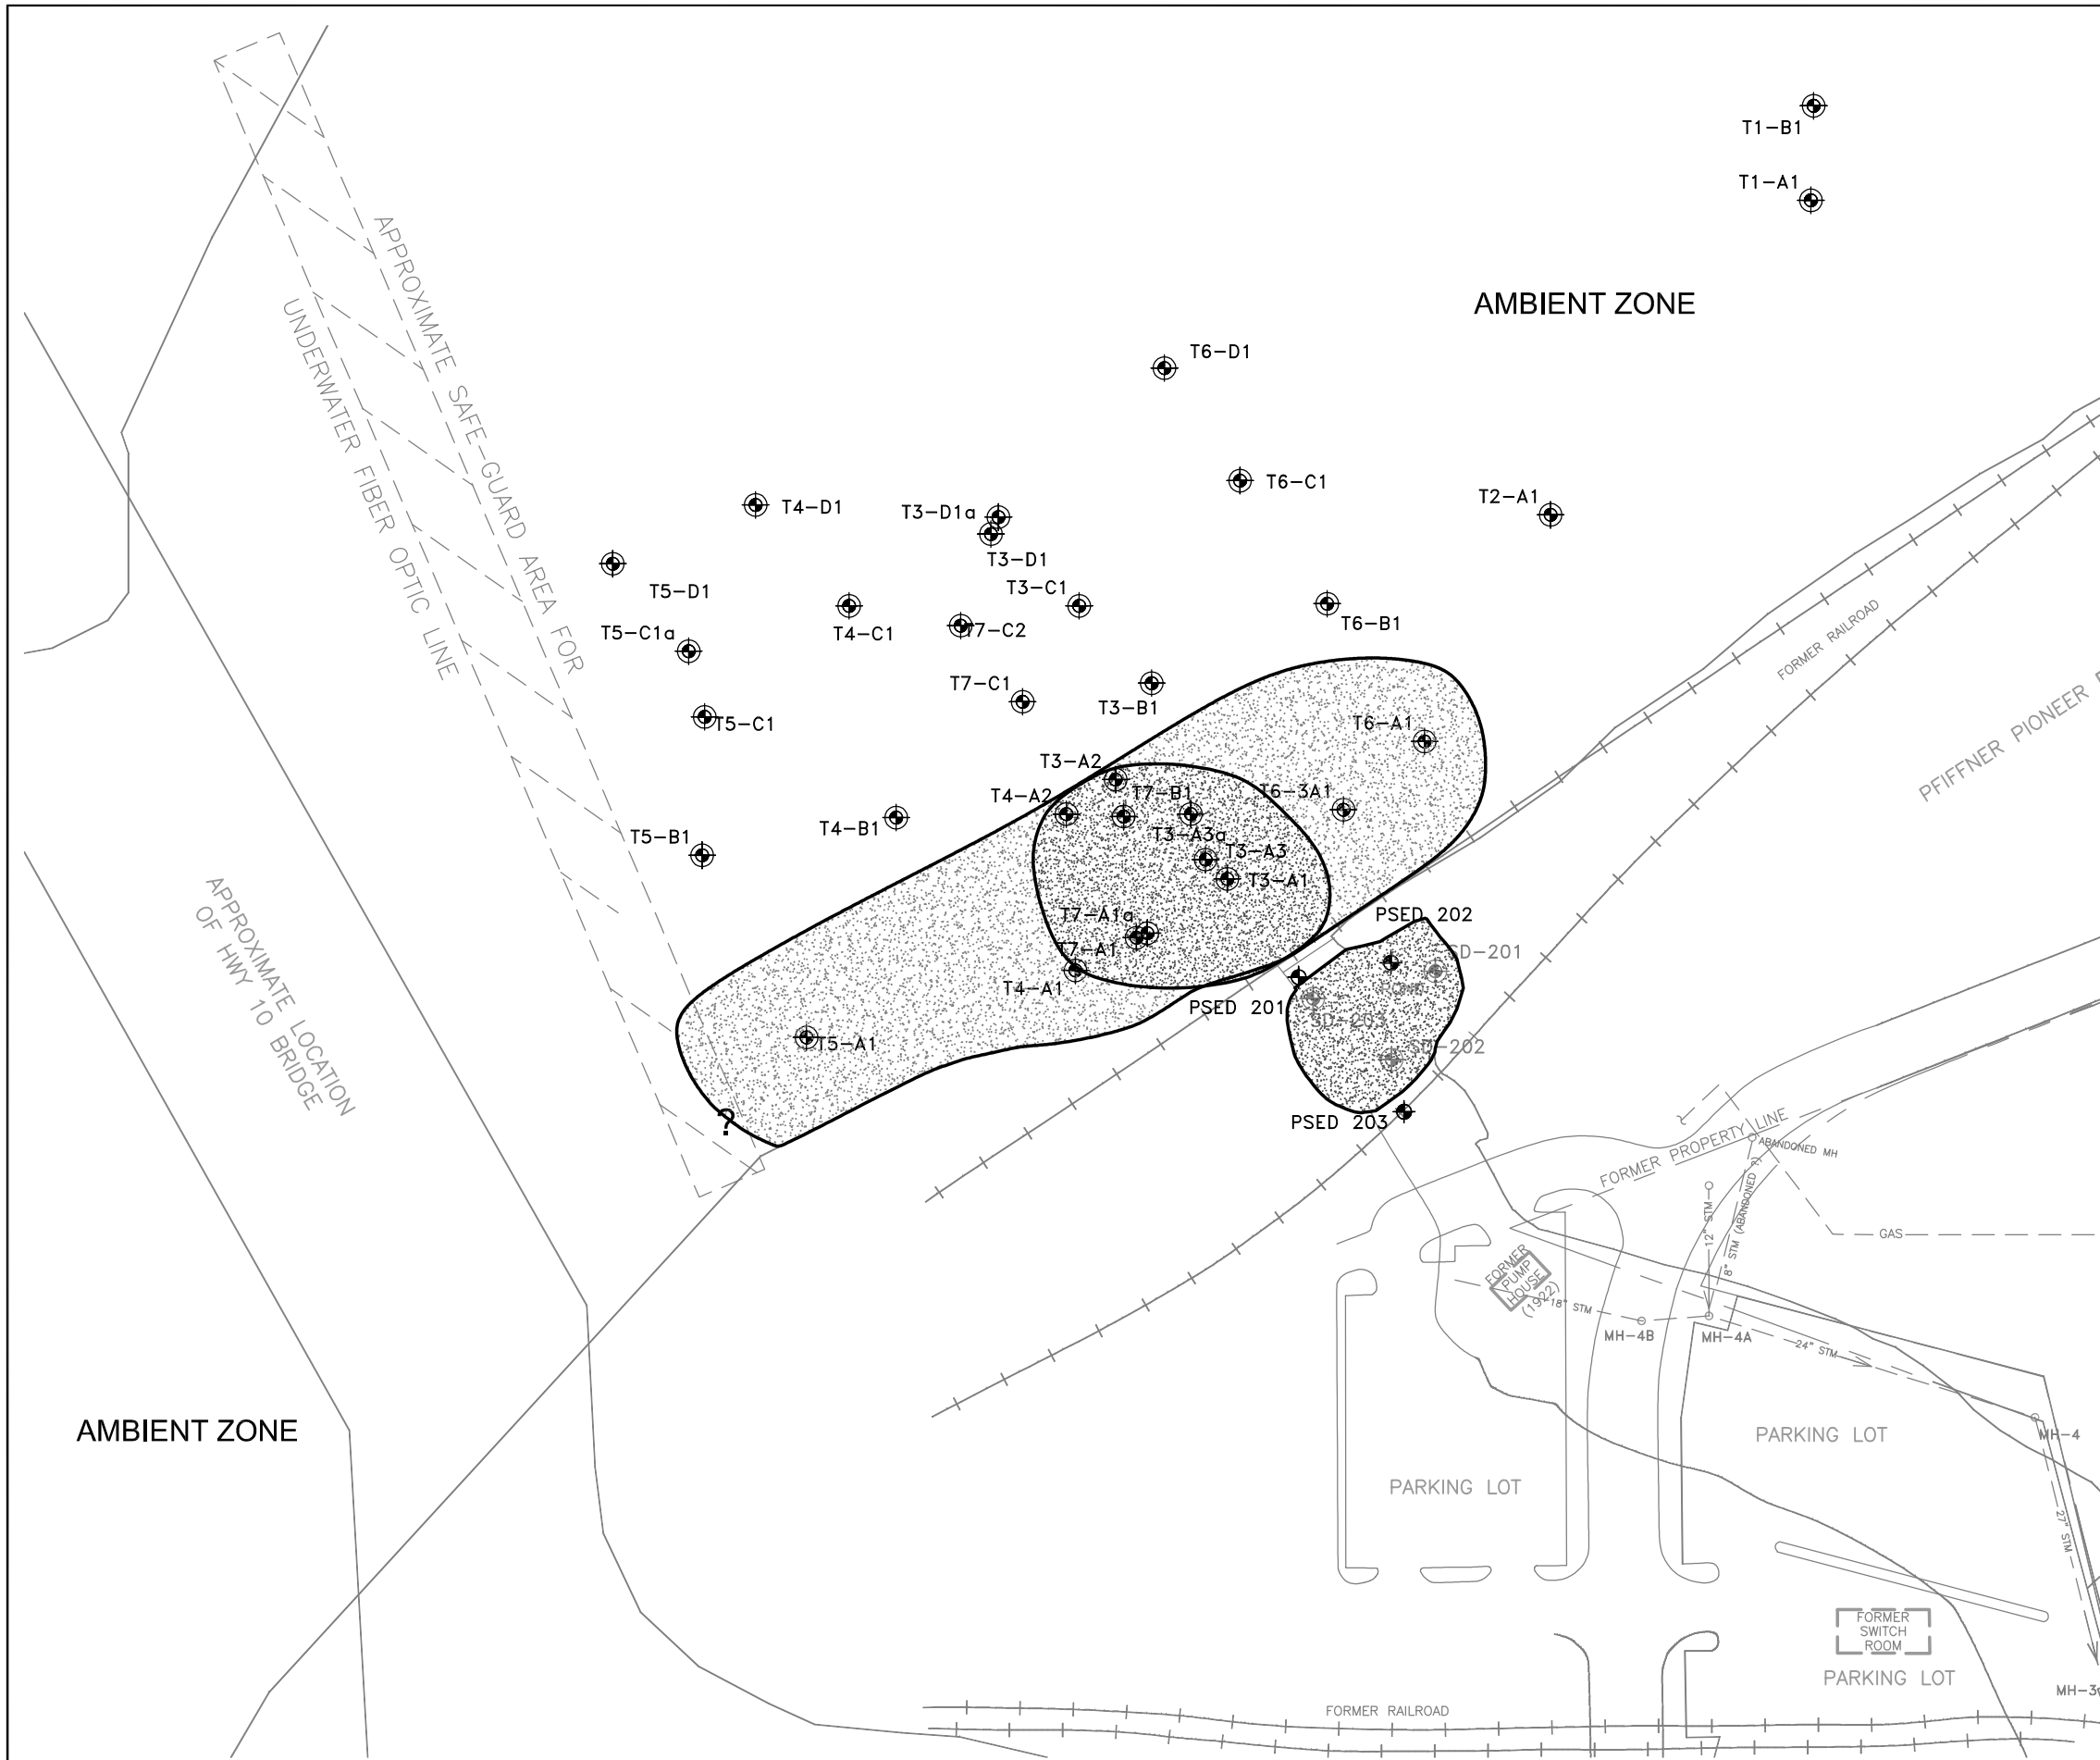 T1-B1
T1-A1
AMBIENT ZONE
APPROXIMATE SAFE-GUARD AREA FOR
UNDERWATER FIBER OPTIC LINE
T6-D1
T6-C1
T2-A1
T4-D1
T3-D1a
T3-D1
T5-D1
T3-C1
T4-C1
T7-C2
T6-B1
T5-C1a
T7-C1
T3-B1
T5-C1
FORMER RAILROAD
PFIFFNER PIONEER
T6-A1
T3-A2
T4-A2
T7-B1
T6-3A1
T4-B1
T5-B1
T3-A3a
T3-A3
T3-A1
T7-A1a
T7-A1
T4-A1
PSED 202
SD-201
PSED 201
SD-203
SD-202
T5-A1
?
PSED 203
APPROXIMATE LOCATION
OF HWY 10 BRIDGE
FORMER PROPERTY LINE
ABANDONED MH
12" STM
8" STM (ABANDONED ?)
GAS
FORMER
PUMP
HOUSE
(1922)
18" STM
MH-4B
MH-4A
24" STM
MH-4
AMBIENT ZONE
PARKING LOT
PARKING LOT
27" STM
FORMER
SWITCH
ROOM
PARKING LOT
FORMER RAILROAD